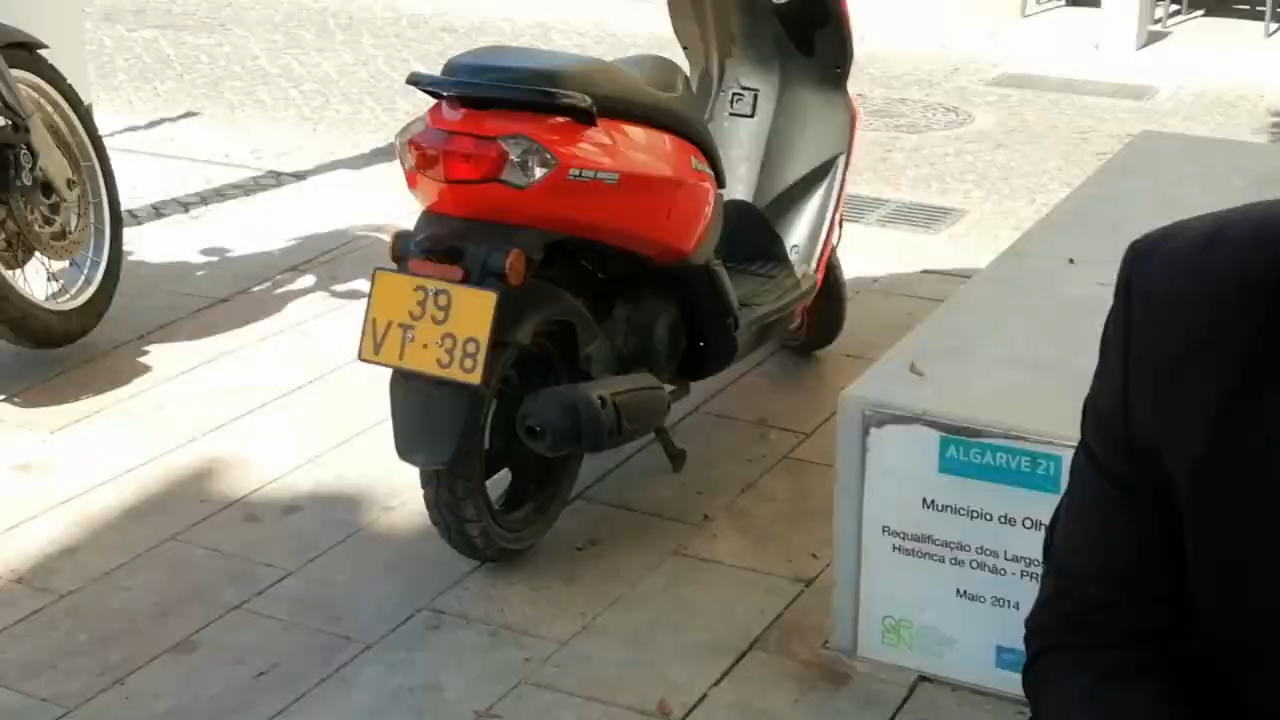 39
VT-38
ALGARVE 21
Município de Olh
Requalificação dos Largos
Histórica de Olhão - PR
Maio 2014